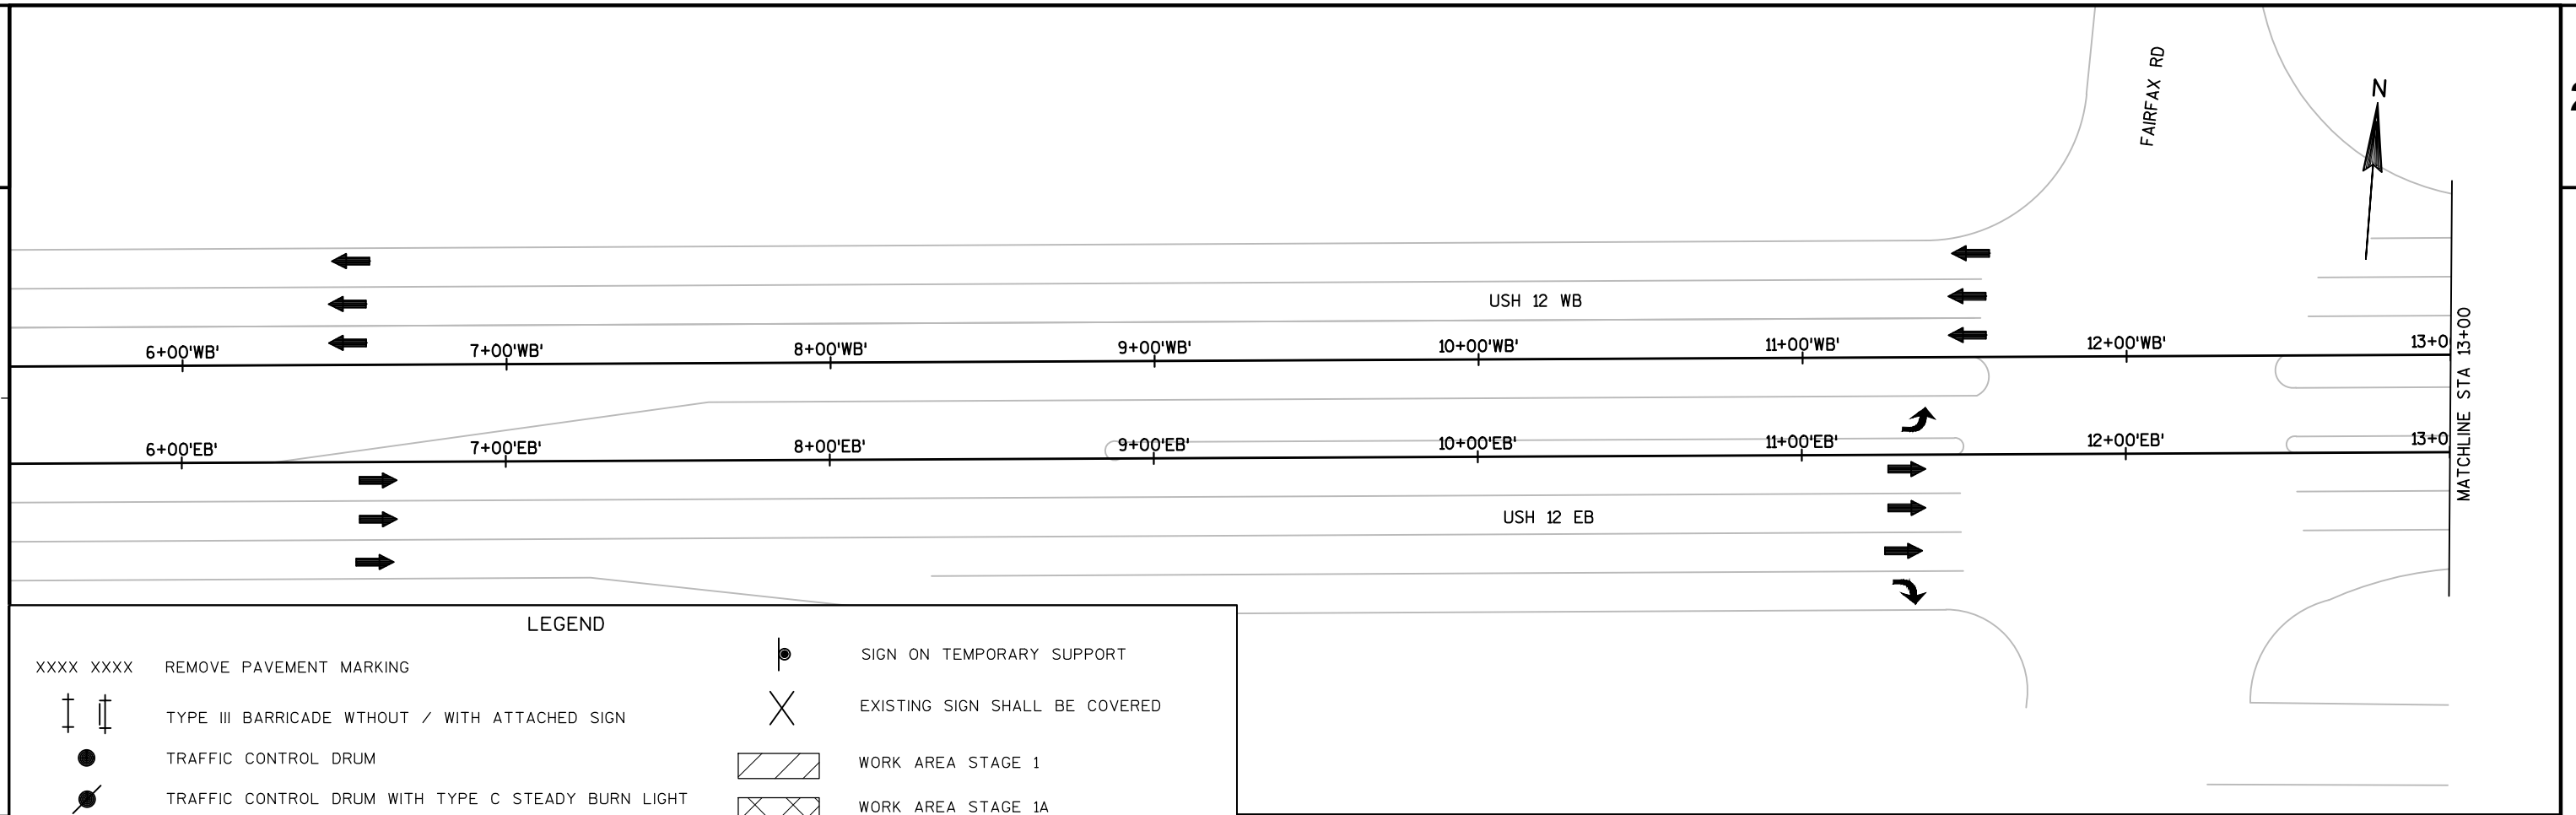 FAIRFAX RD
N
USH 12 WB
6+00'WB'
7+00'WB'
8+00'WB'
9+00'WB'
10+00'WB'
11+00'WB'
12+00'WB'
13+0
MATCHLINE STA 13+00
6+00'EB'
7+00'EB'
8+00'EB'
9+00'EB'
10+00'EB'
11+00'EB'
12+00'EB'
13+0
USH 12 EB
LEGEND
XXXX XXXX REMOVE PAVEMENT MARKING
TYPE III BARRICADE WTHOUT / WITH ATTACHED SIGN
TRAFFIC CONTROL DRUM
TRAFFIC CONTROL DRUM WITH TYPE C STEADY BURN LIGHT
SIGN ON TEMPORARY SUPPORT
EXISTING SIGN SHALL BE COVERED
WORK AREA STAGE 1
WORK AREA STAGE 1A